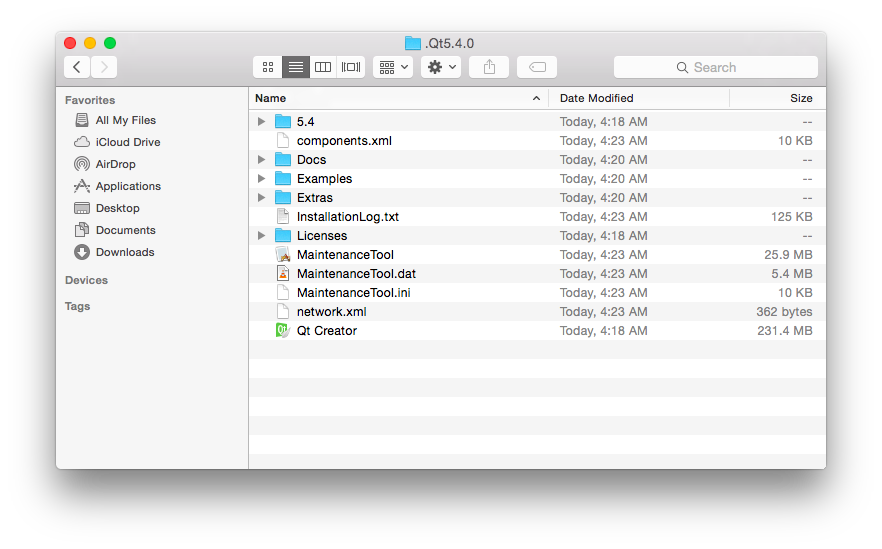 .Qt5.4.0
Search
Favorites
All My Files
iCloud Drive
AirDrop
Applications
Desktop
Documents
Downloads
Devices
Tags
Name Date Modified Size
5.4 Today, 4:18 AM --
components.xml Today, 4:23 AM 10 KB
Docs Today, 4:20 AM --
Examples Today, 4:20 AM --
Extras Today, 4:20 AM --
InstallationLog.txt Today, 4:23 AM 125 KB
Licenses Today, 4:18 AM --
MaintenanceTool Today, 4:23 AM 25.9 MB
MaintenanceTool.dat Today, 4:23 AM 5.4 MB
MaintenanceTool.ini Today, 4:23 AM 10 KB
network.xml Today, 4:23 AM 362 bytes
Qt Creator Today, 4:18 AM 231.4 MB